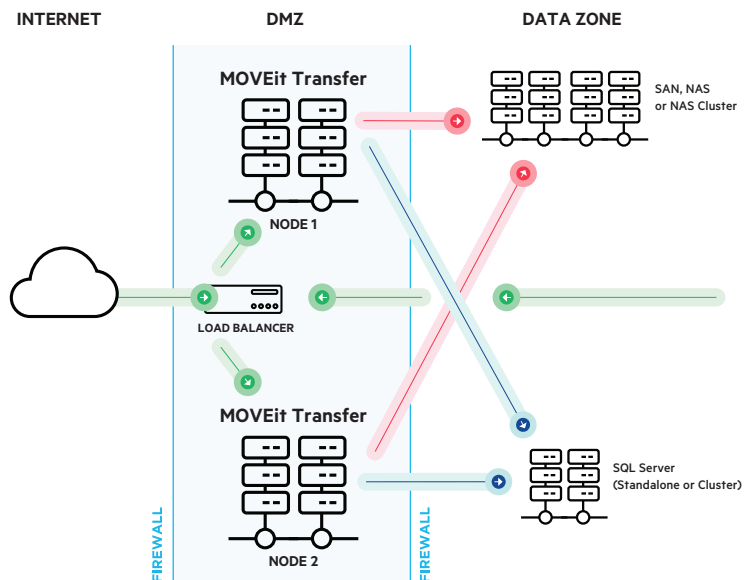 INTERNET
DMZ
DATA ZONE
MOVEit Transfer
SAN, NAS
or NAS Cluster
NODE 1
LOAD BALANCER
MOVEit Transfer
SQL Server
(Standalone or Cluster)
FIREWALL
FIREWALL
NODE 2